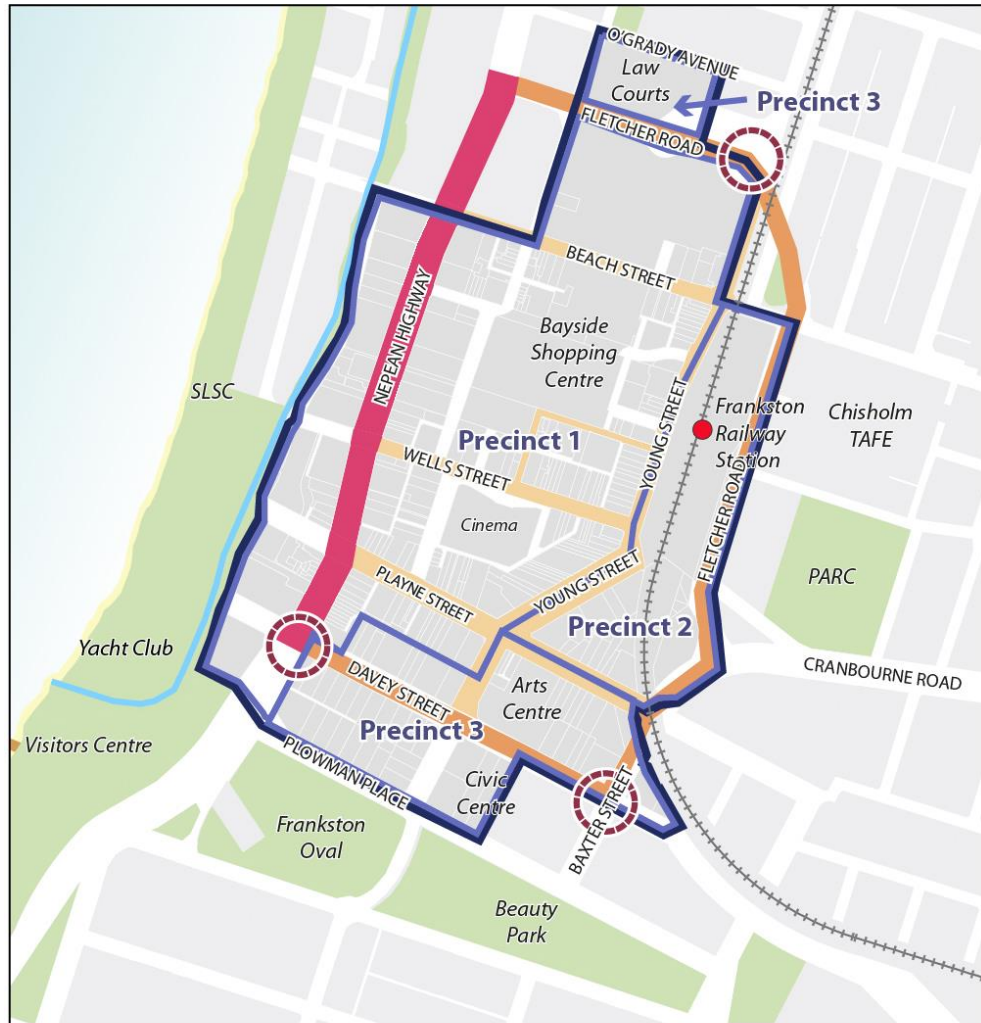 O'GRADY AVENUE
Law
Courts
Precinct 3
FLETCHER ROAD
BEACH STREET
NEPEAN HIGHWAY
Bayside
Shopping
Centre
SLSC
YOUNG STREET
Frankston
Railway
Station
Chisholm
TAFE
Precinct 1
WELLS STREET
Cinema
FLETCHER ROAD
PLAYNE STREET
YOUNG STREET
PARC
Precinct 2
Yacht Club
CRANBOURNE ROAD
DAVEY STREET
Arts
Centre
Precinct 3
Visitors Centre
PLOWMAN PLACE
Civic
Centre
BAXTER STREET
Frankston
Oval
Beauty
Park